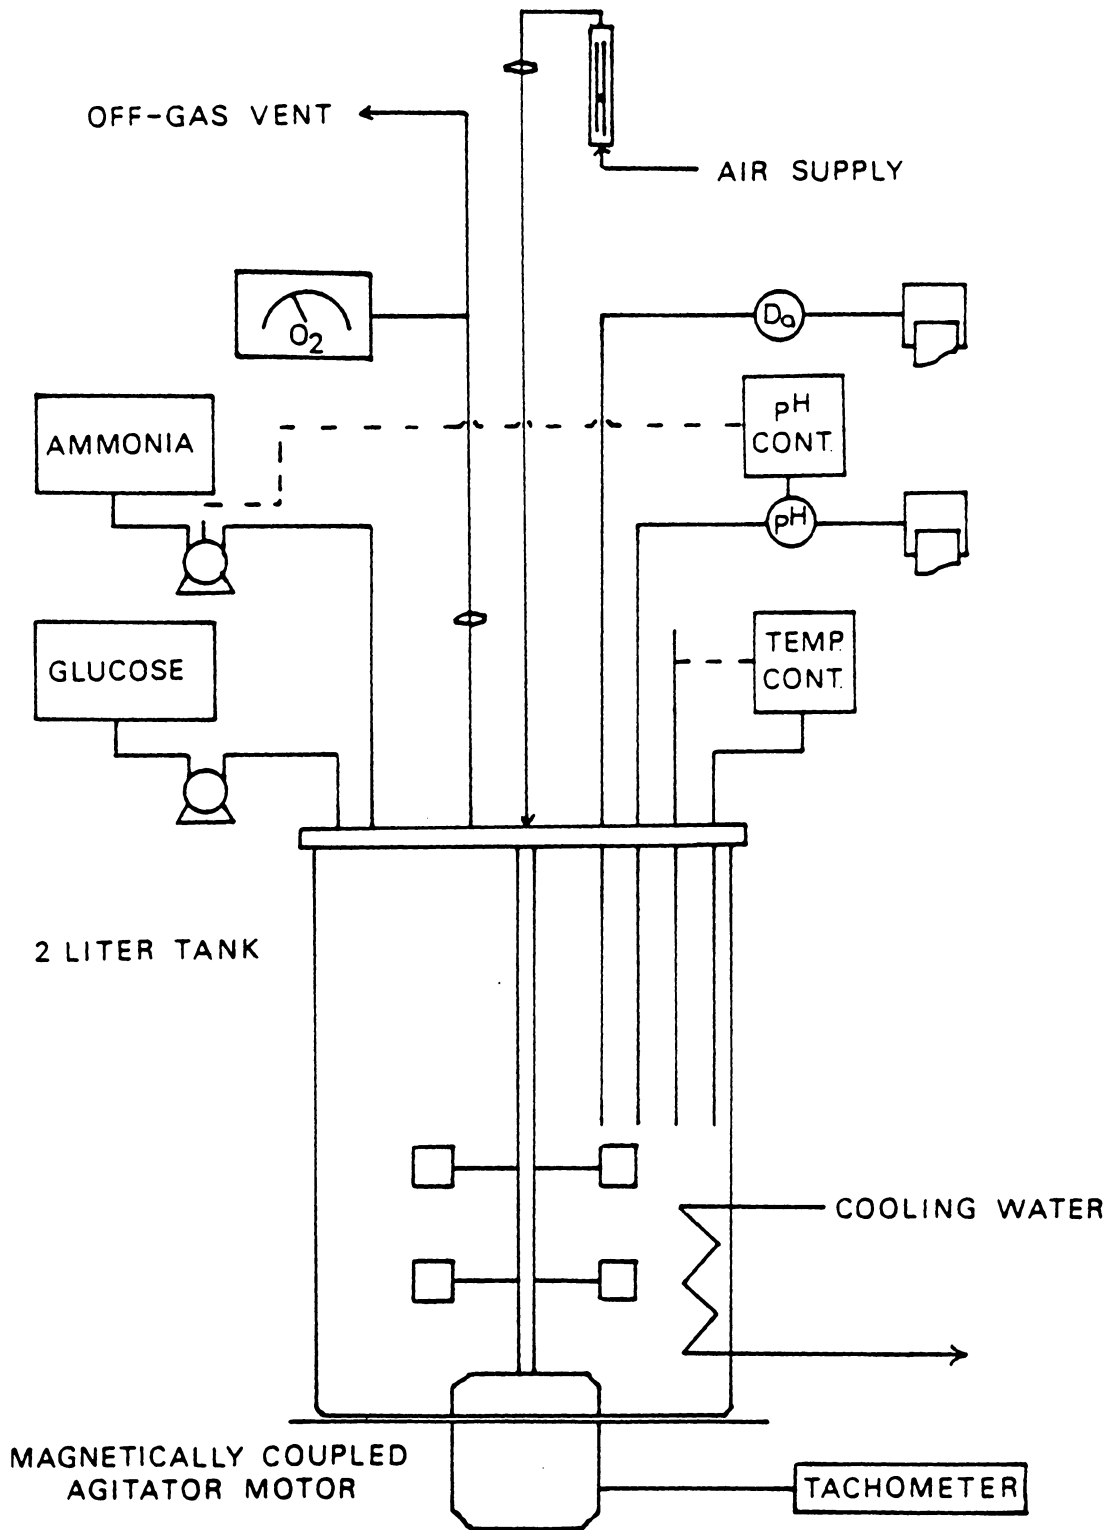 OFF-GAS VENT
AIR SUPPLY
O2
Do
AMMONIA
pH
CONT.
pH
GLUCOSE
TEMP.
CONT.
2 LITER TANK
COOLING WATER
MAGNETICALLY COUPLED
AGITATOR MOTOR
TACHOMETER